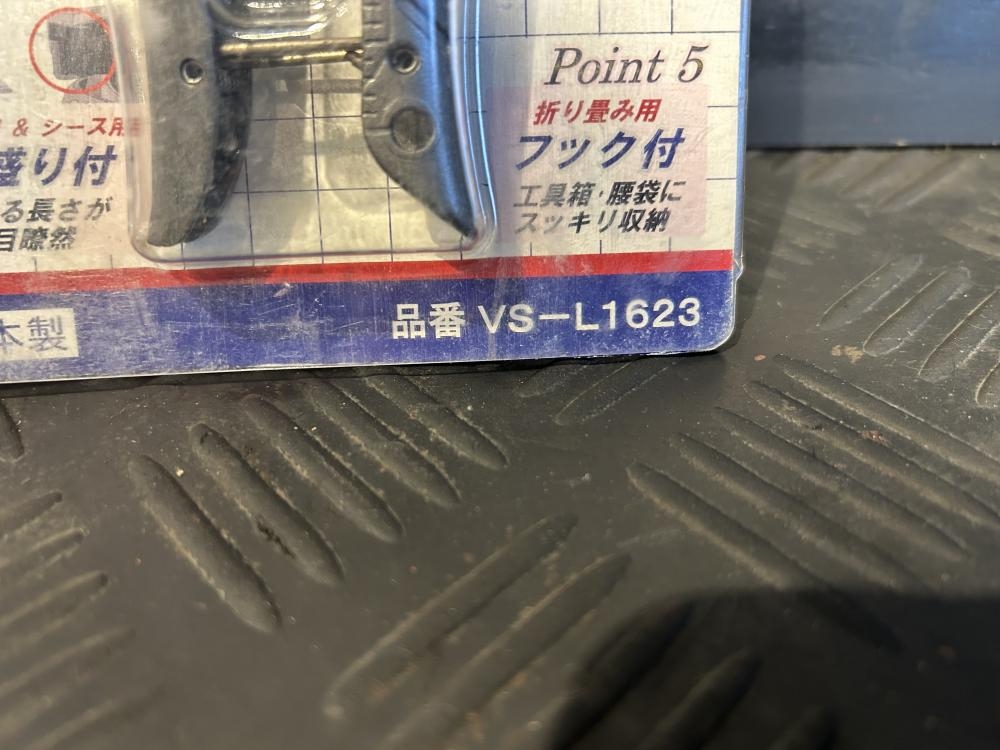 & シース用
盛り付
る長さが
目瞭然
Point 5
折り畳み用
フック付
工具箱・腰袋に
スッキリ収納
本製
品番 VS－L1623